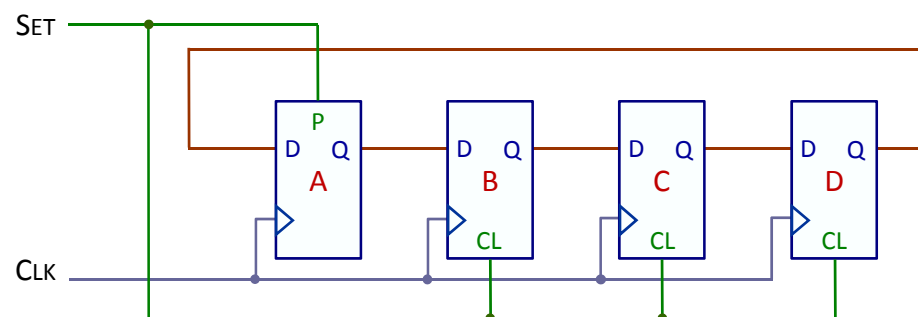 SET
P
D Q D Q D Q D Q
A B C D
CL CL CL
CLK